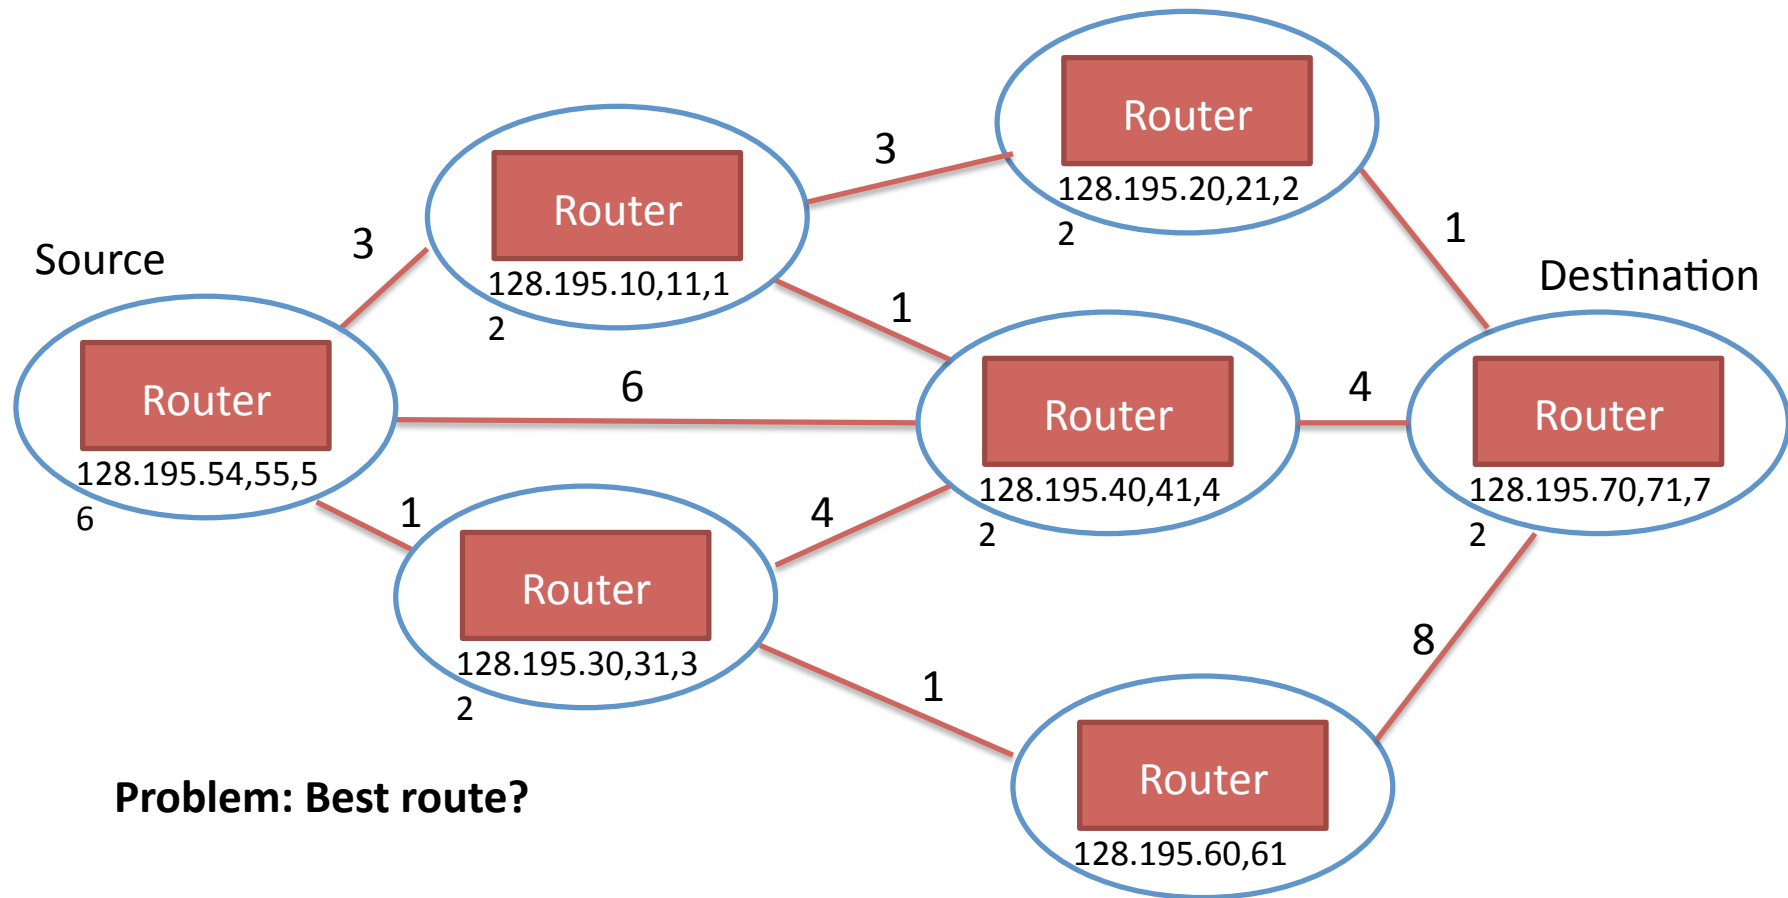 Router
128.195.20,21,2
2
3
Router
128.195.10,11,1
2
3
1
Source
Destination
1
6
4
Router
128.195.54,55,5
6
Router
128.195.40,41,4
2
Router
128.195.70,71,7
2
1
4
Router
128.195.30,31,3
2
8
1
Router
128.195.60,61
Problem: Best route?